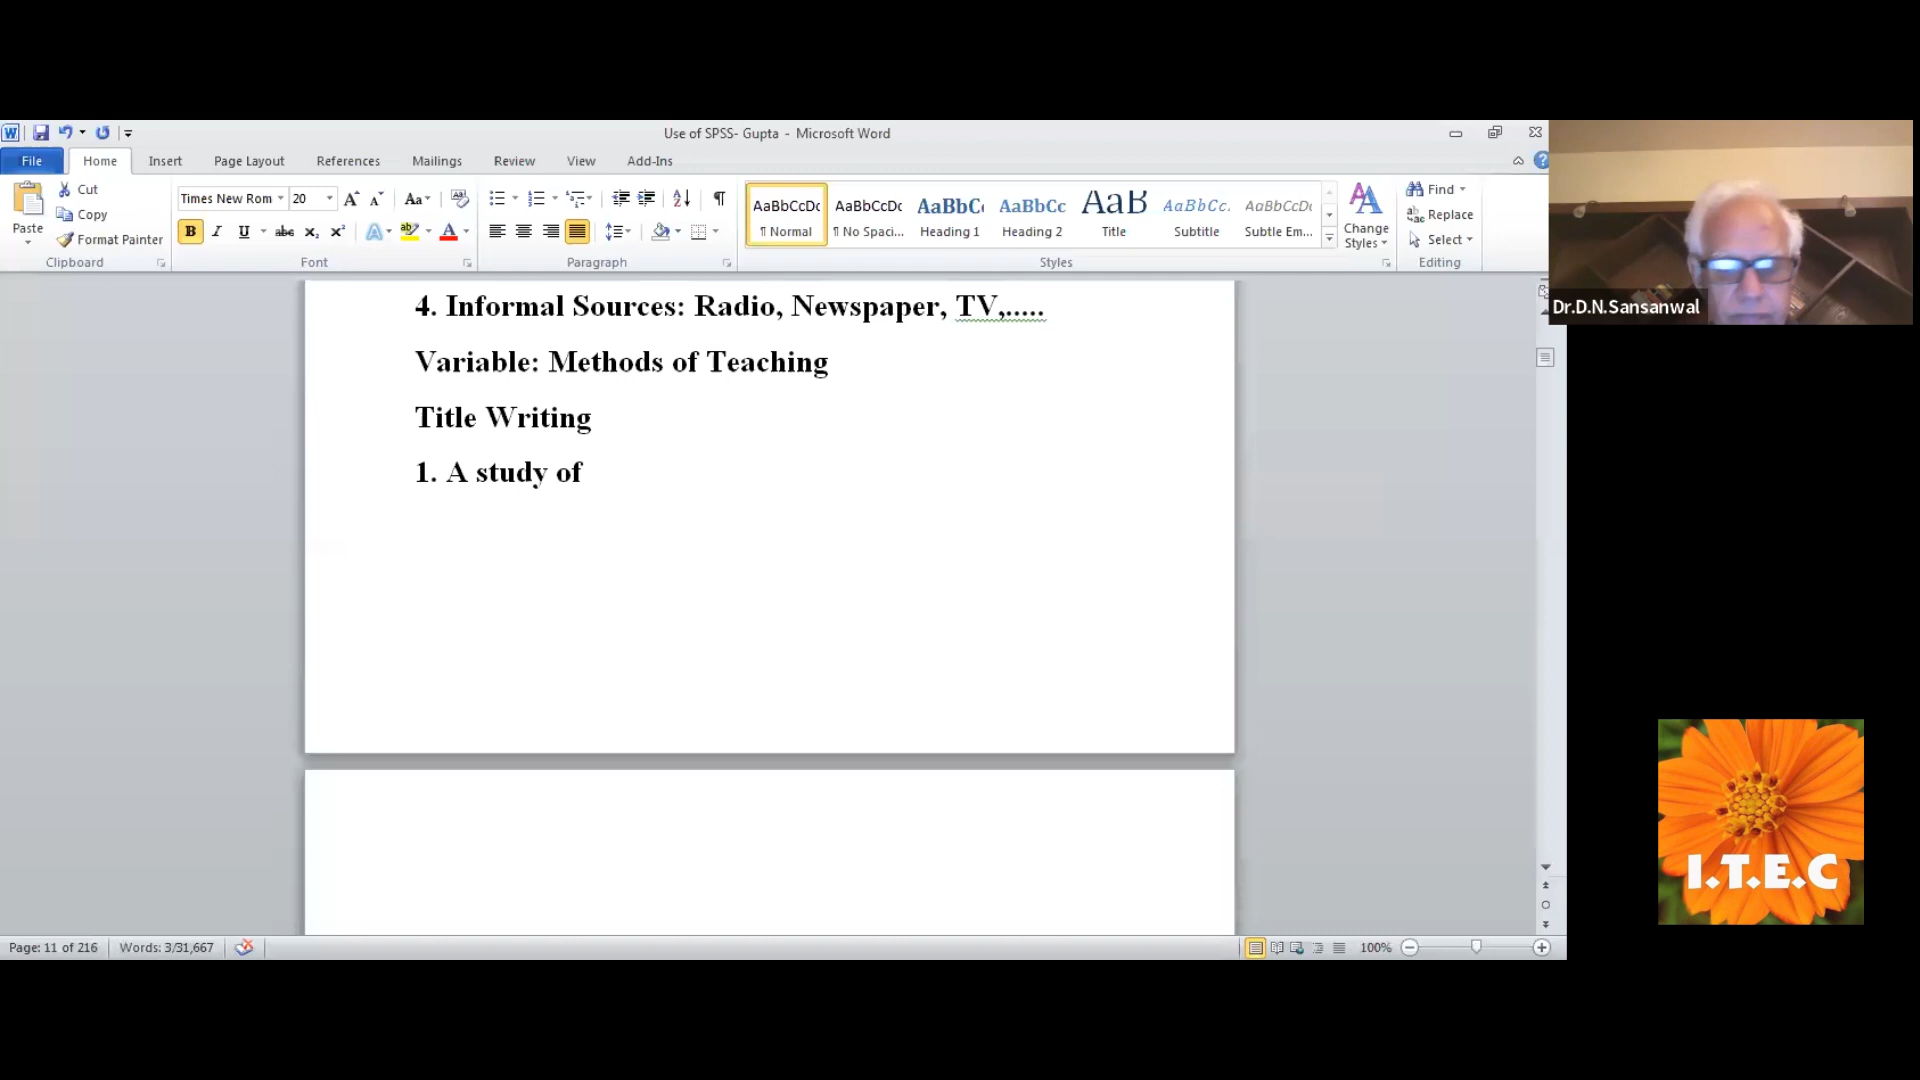 Use of SPSS- Gupta - Microsoft Word
File Home Insert Page Layout References Mailings Review View Add-Ins
Cut
Copy
Format Painter
Paste
Clipboard
Times New Rom 20
Font
Paragraph
AaBbCcDc AaBbCcDc AaBbC AaBbCc AaB AaBbCc. AaBbCcDc
¶ Normal ¶ No Spaci... Heading 1 Heading 2 Title Subtitle Subtle Em...
Change
Styles
Styles
Find
Replace
Select
Editing
Dr.D.N.Sansanwal
4. Informal Sources: Radio, Newspaper, TV,.....
Variable: Methods of Teaching
Title Writing
1. A study of
I.T.E.C
Page: 11 of 216 Words: 3/31,667 100%